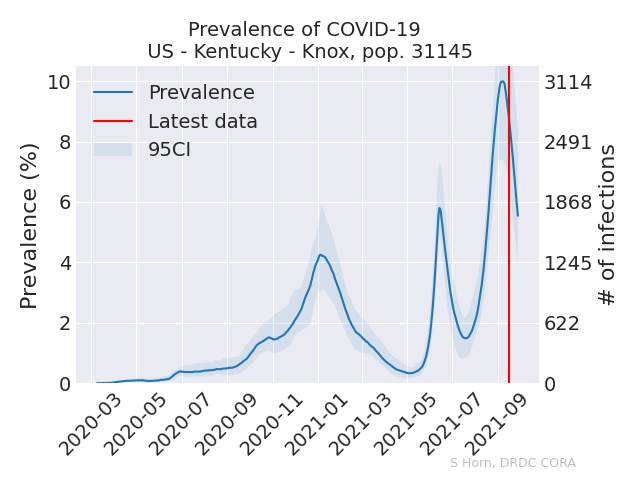 Prevalence of COVID-19
US - Kentucky - Knox, pop. 31145
Prevalence
Latest data
95CI
Prevalence (%)
10
8
6
4
2
0
3114
2491
1868
1245
622
0
# of infections
2020-03
2020-05
2020-07
2020-09
2020-11
2021-01
2021-03
2021-05
2021-07
2021-09
S Horn, DRDC CORA